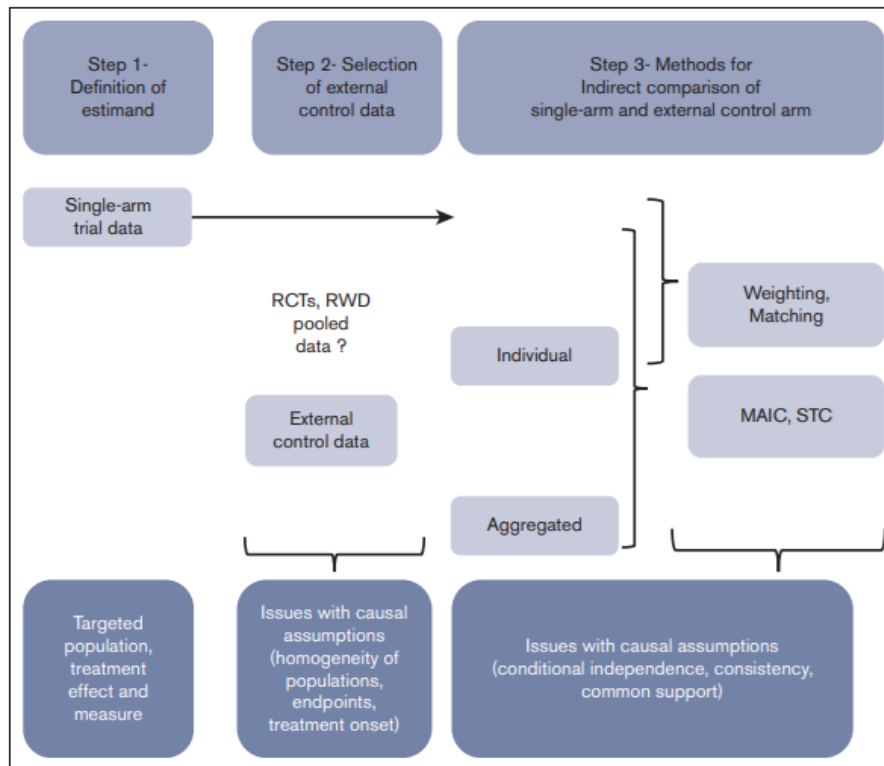 Step 1-
Definition of
estimand
Step 2- Selection
of external
control data
Step 3- Methods for
Indirect comparison of
single-arm and external control arm
Single-arm
trial data
RCTs, RWD
pooled
data ?
External
control data
Individual
Aggregated
Weighting,
Matching
MAIC, STC
Targeted
population,
treatment
effect and
measure
Issues with causal
assumptions
(homogeneity of
populations,
endpoints,
treatment onset)
Issues with causal assumptions
(conditional independence, consistency,
common support)